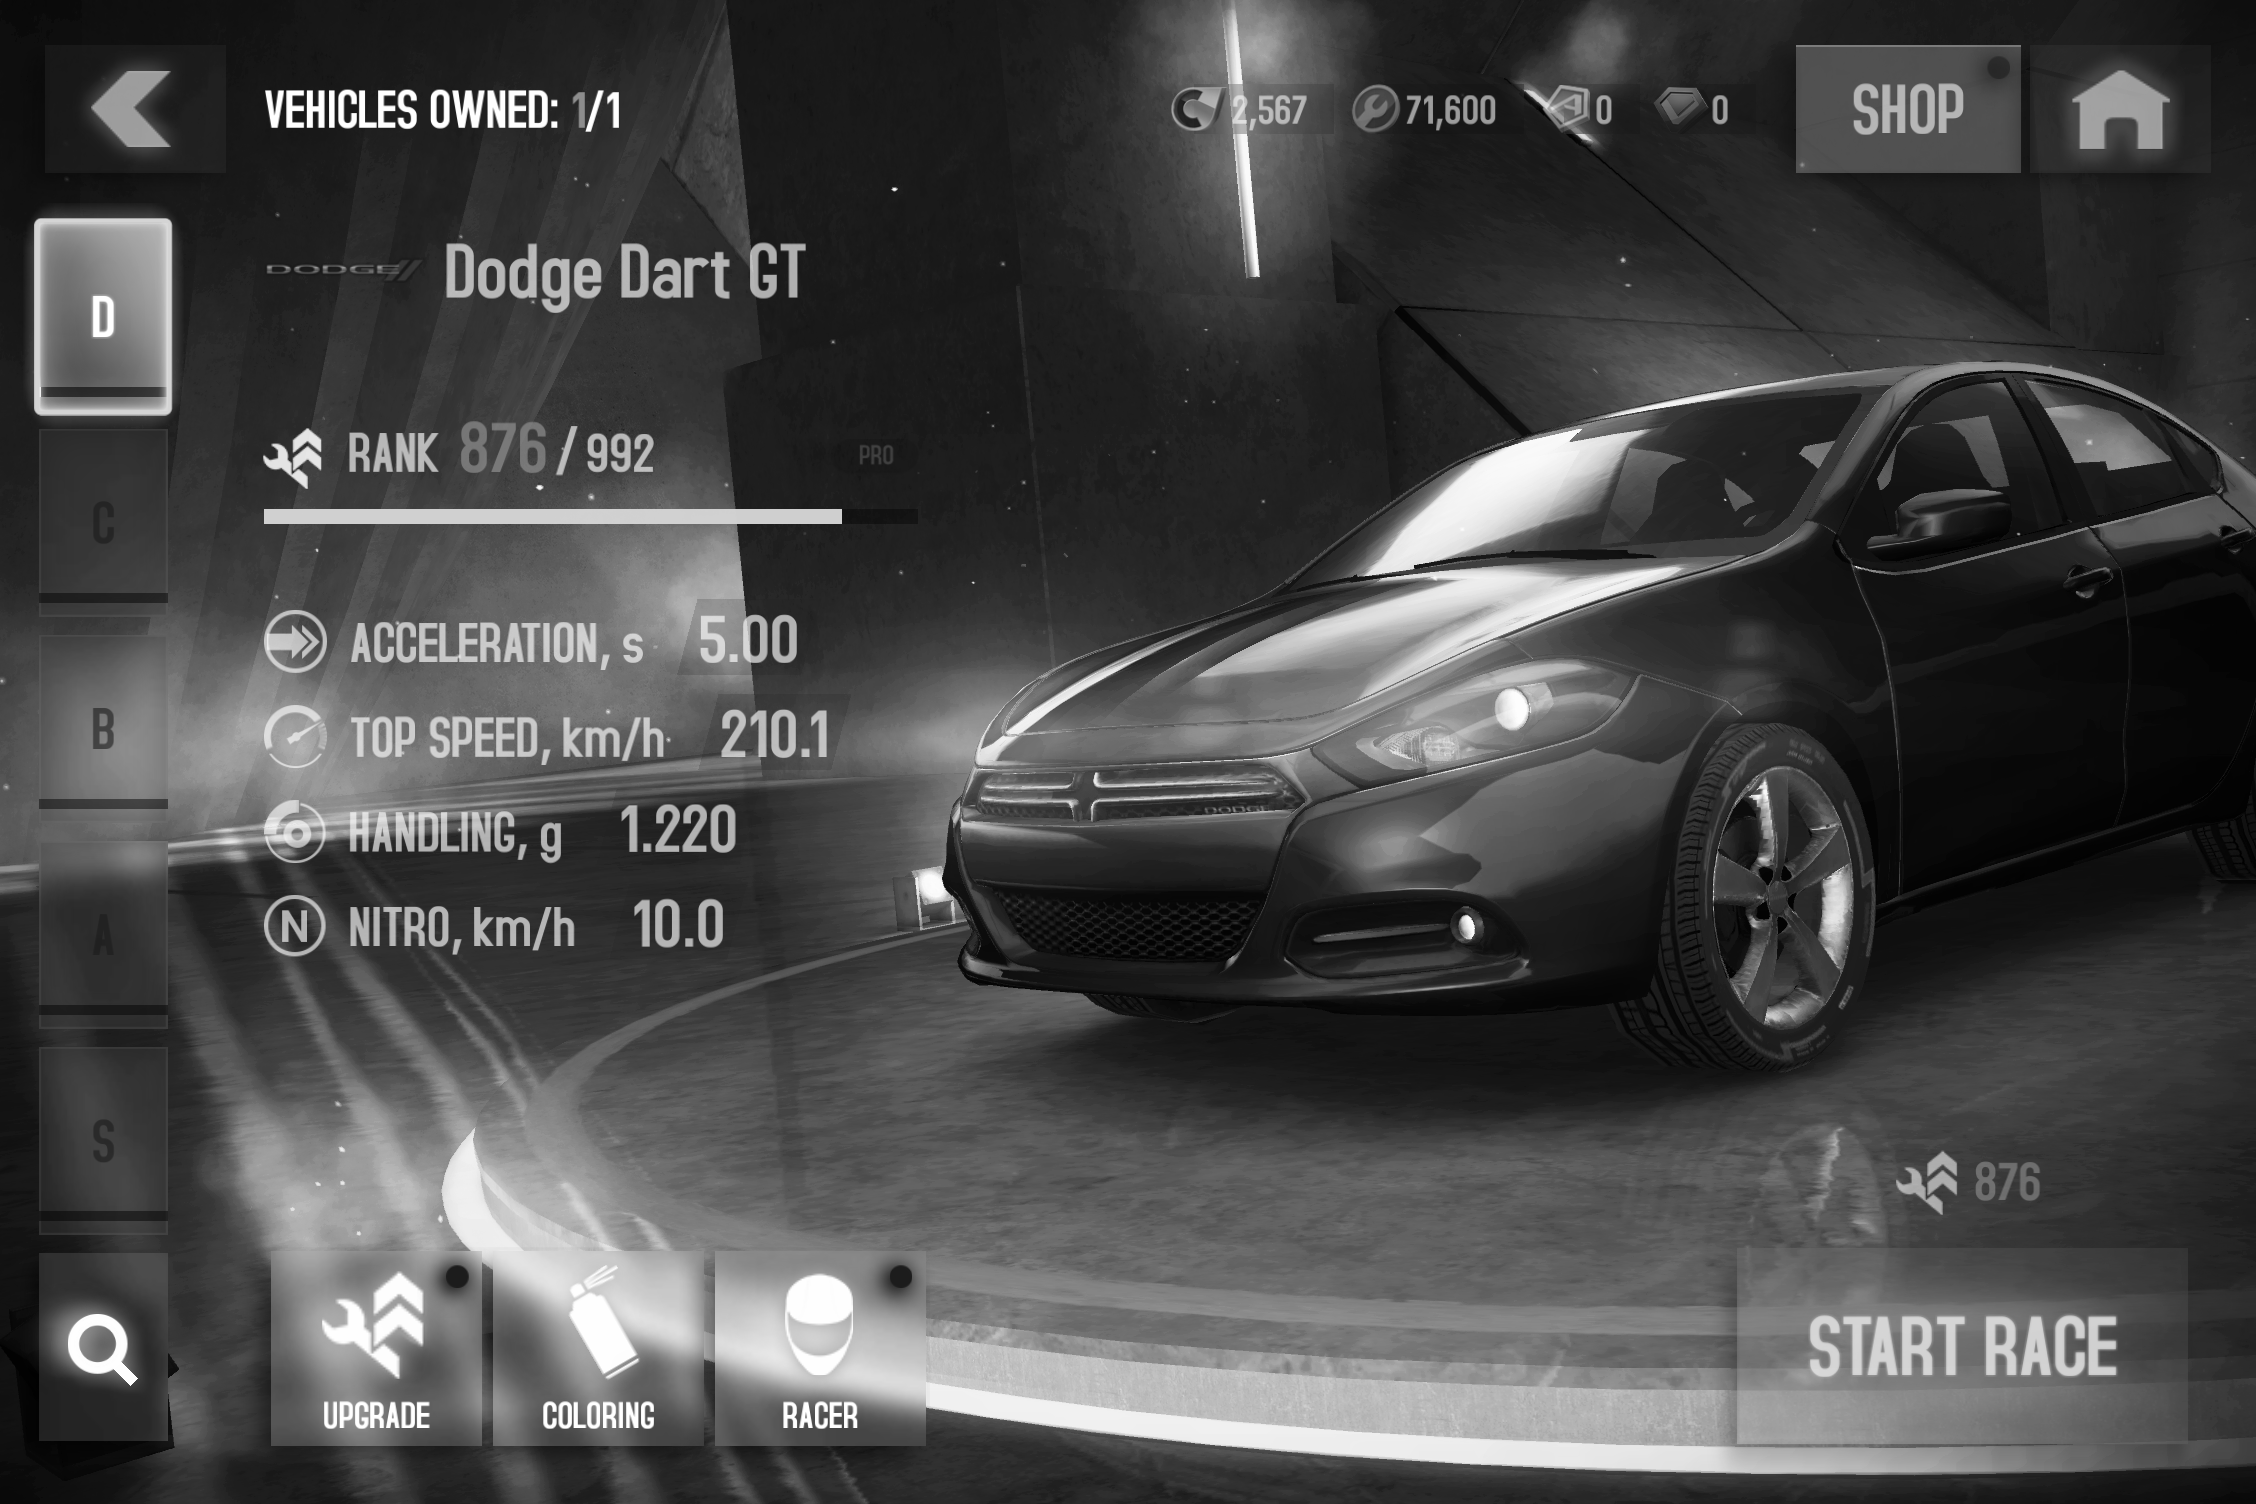 VEHICLES OWNED: 1/1
2,567
71,600
0
0
SHOP
DODGE Dodge Dart GT
D
C
B
A
S
RANK 876 / 992
PRO
ACCELERATION, s 5.00
TOP SPEED, km/h 210.1
HANDLING, g 1.220
N NITRO, km/h 10.0
DODGE
876
UPGRADE
COLORING
RACER
START RACE